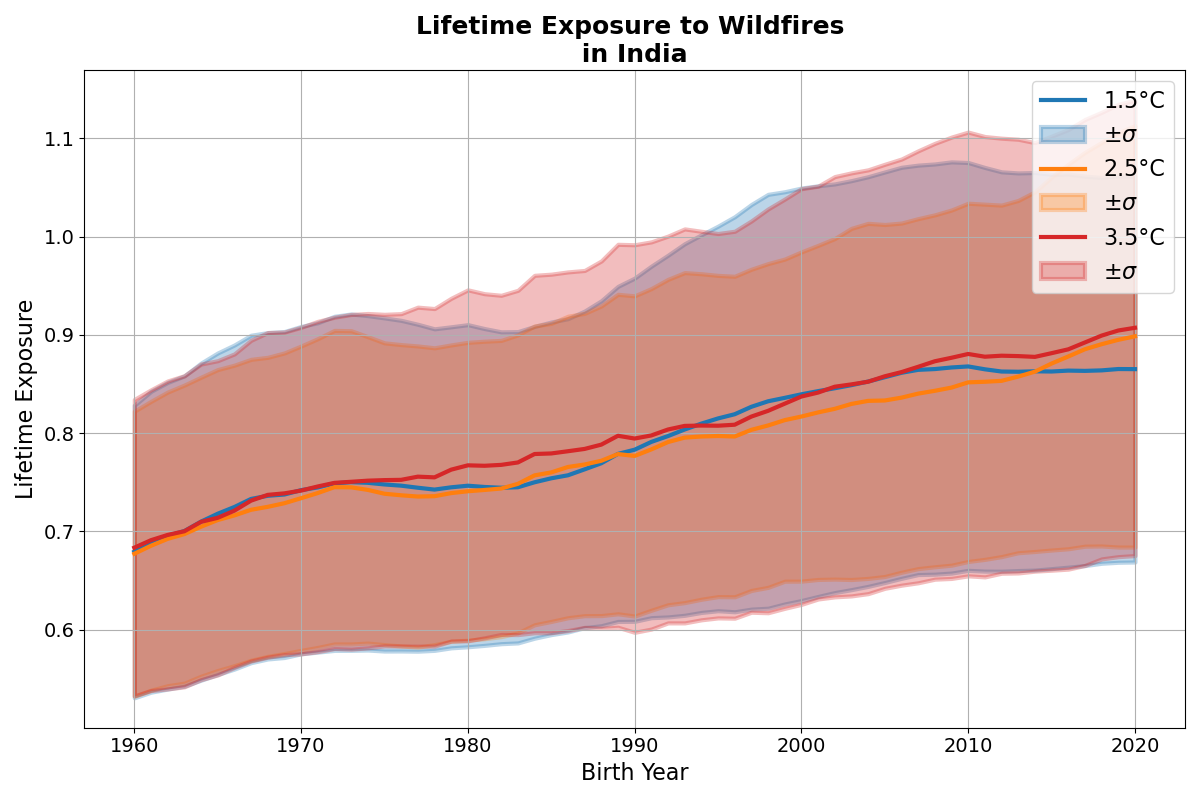 Lifetime Exposure to Wildfires
in India
Lifetime Exposure
1.1
1.0
0.9
0.8
0.7
0.6
1960
1970
1980
1990
2000
2010
2020
Birth Year
1.5°C
±σ
2.5°C
±σ
3.5°C
±σ